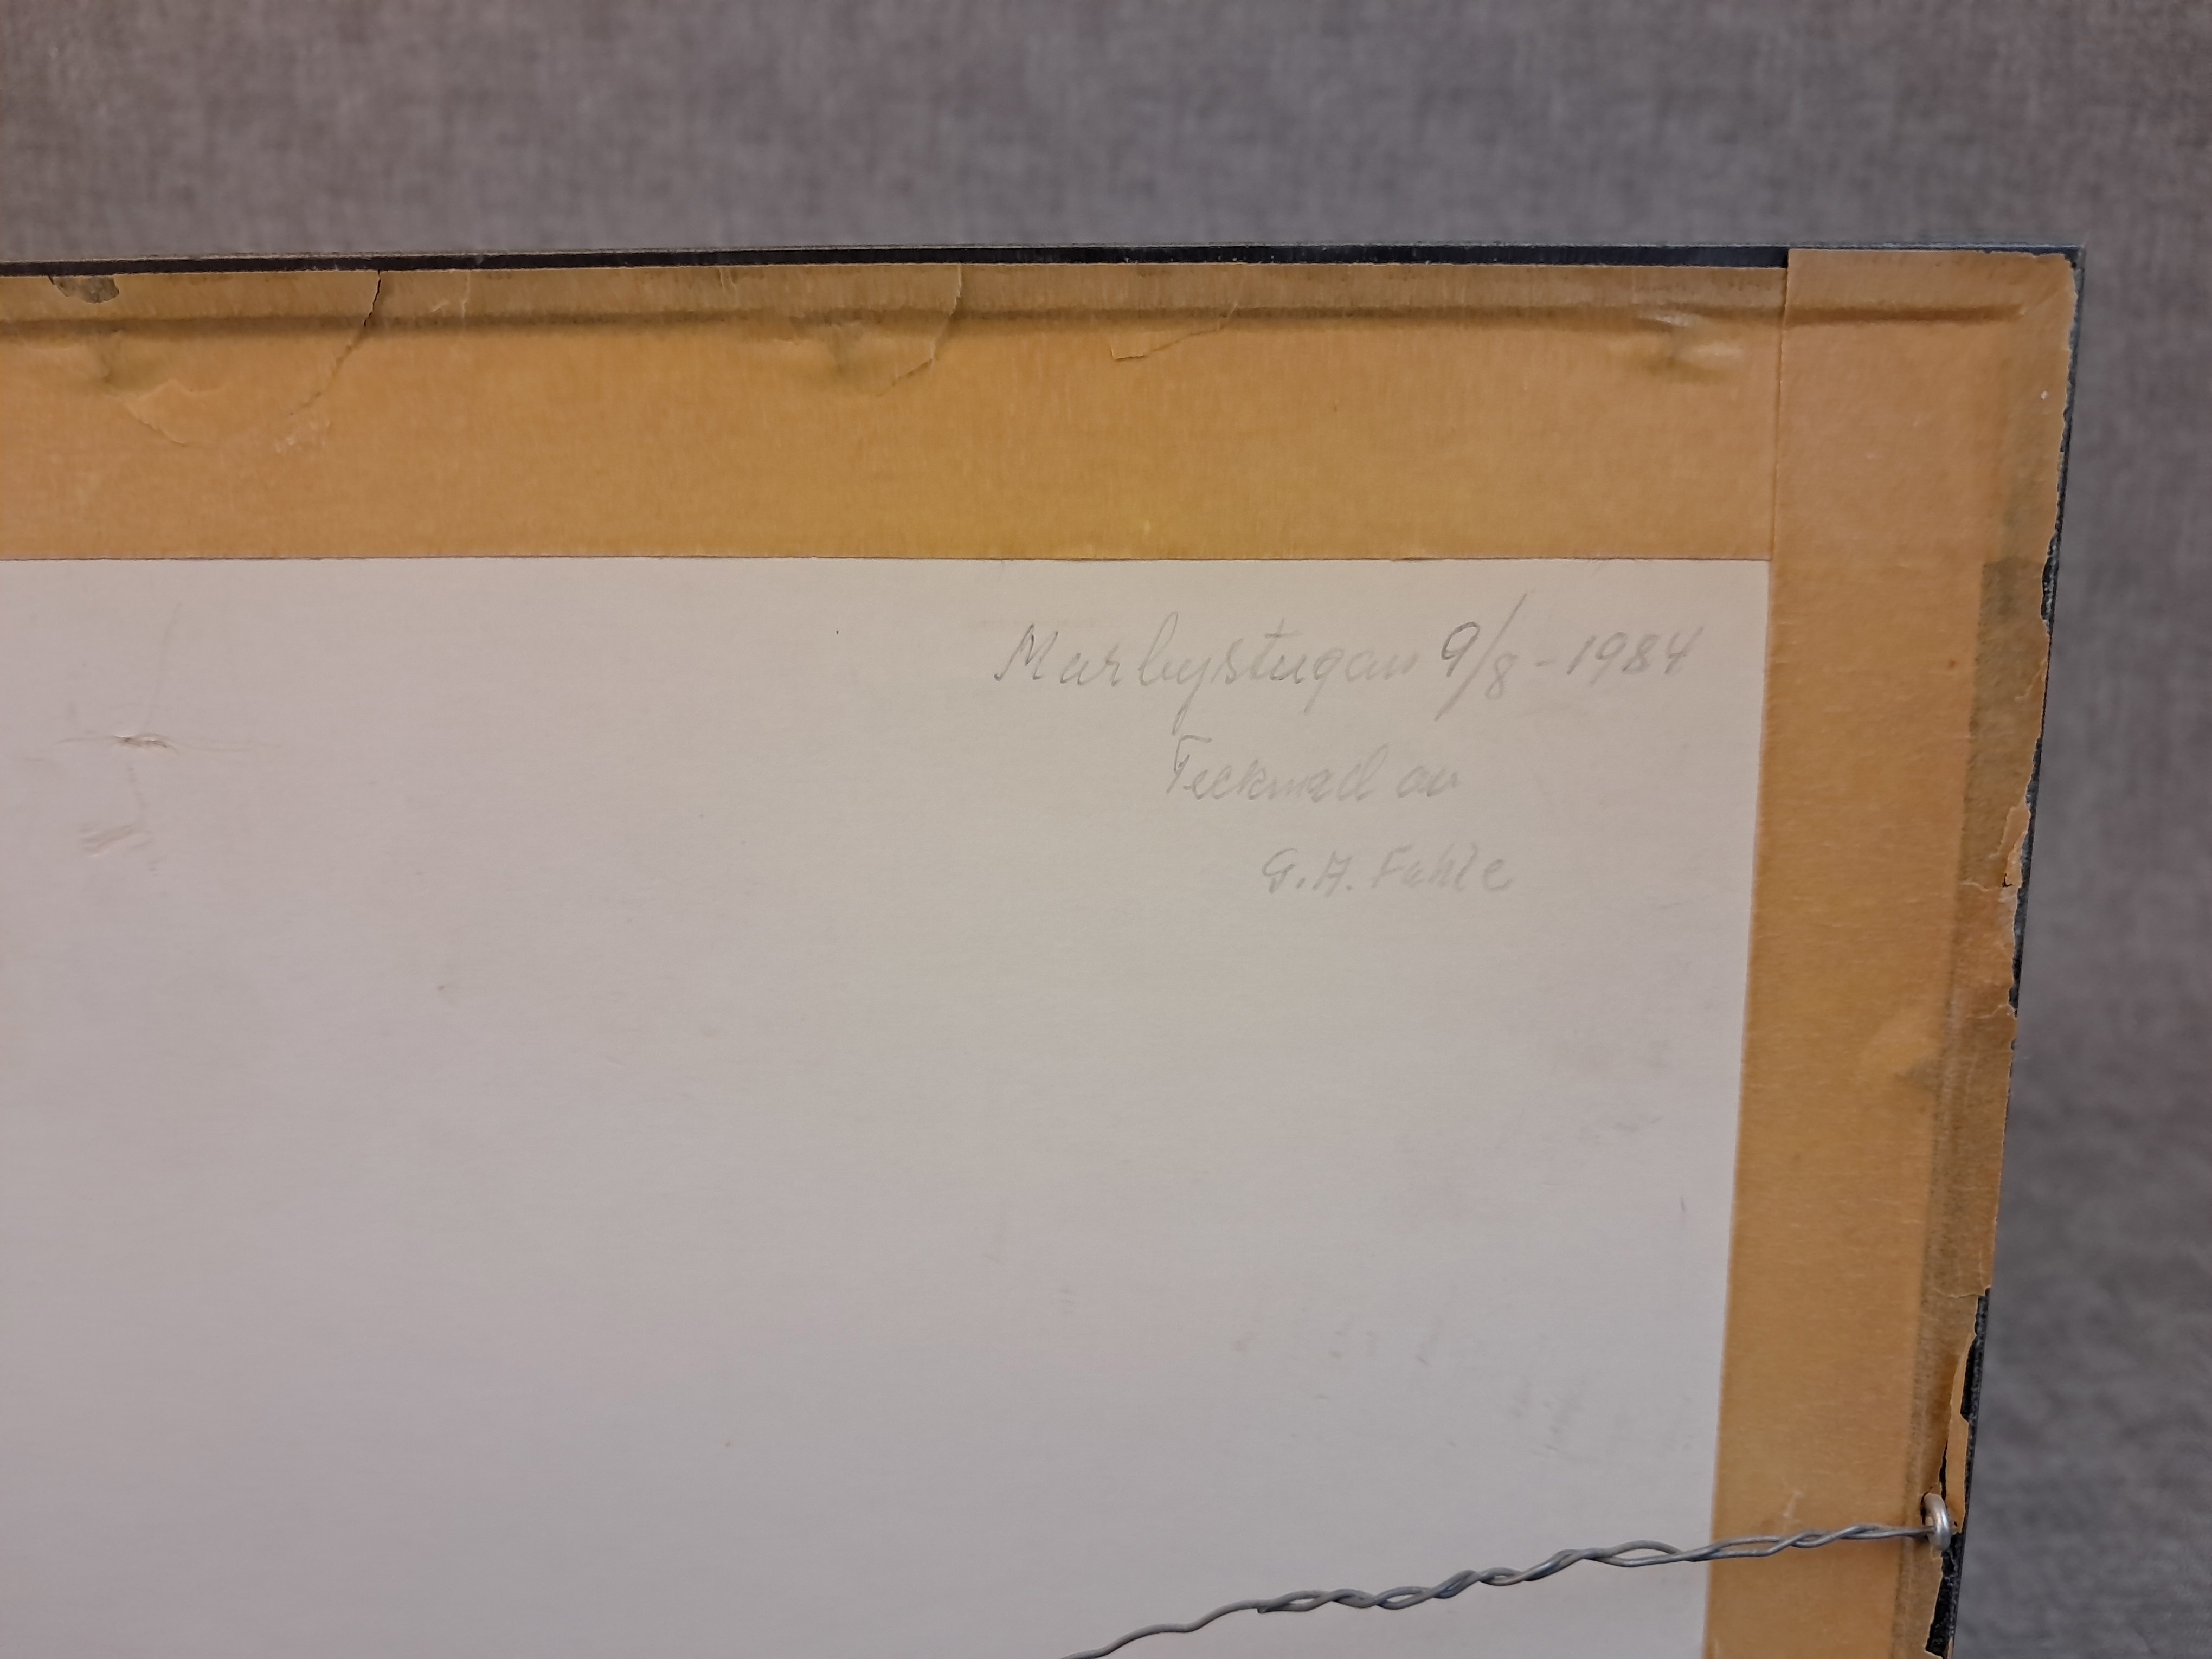 Marbystugan 9/8-1984
Tecknad av
G.A. Fahle